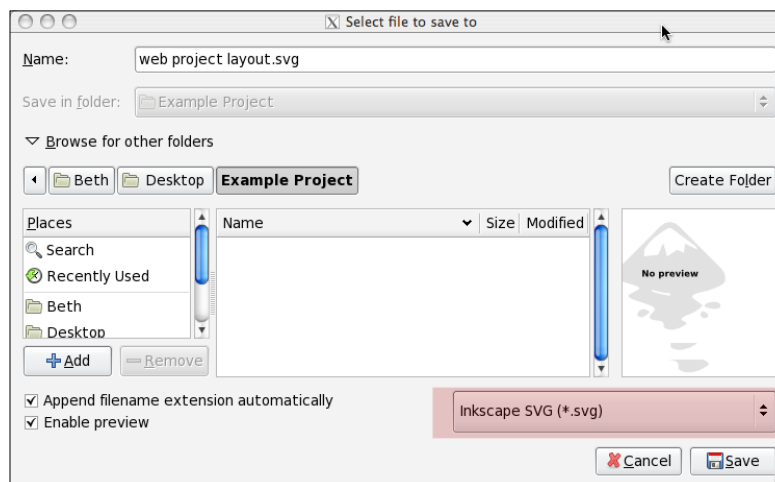 Select file to save to
Name: web project layout.svg
Save in folder: Example Project
Browse for other folders
Beth Desktop Example Project Create Folder
Places Name Size Modified
Search
Recently Used
No preview
Beth
Desktop
Add Remove
Append filename extension automatically
Inkscape SVG (*.svg)
Enable preview
Cancel Save